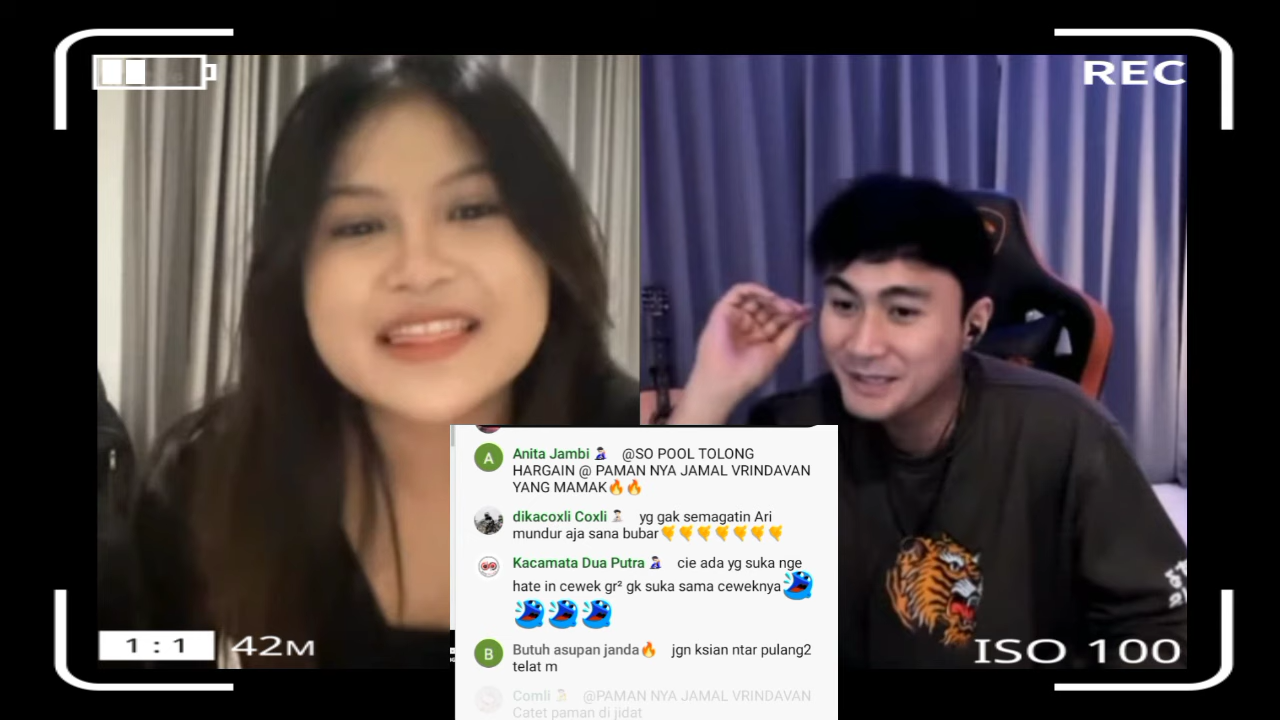 REC
A
Anita Jambi @SO POOL TOLONG
HARGAIN @ PAMAN NYA JAMAL VRINDAVAN
YANG MAMAK🔥🔥
dikacoxli Coxli yg gak semagatin Ari
mundur aja sana bubar
Kacamata Dua Putra cie ada yg suka nge
hate in cewek gr² gk suka sama ceweknya
B
Butuh asupan janda🔥 jgn ksian ntar pulang2
telat m
Comli @PAMAN NYA JAMAL VRINDAVAN
Catet paman di jidat
1 : 1 42M
ISO 100